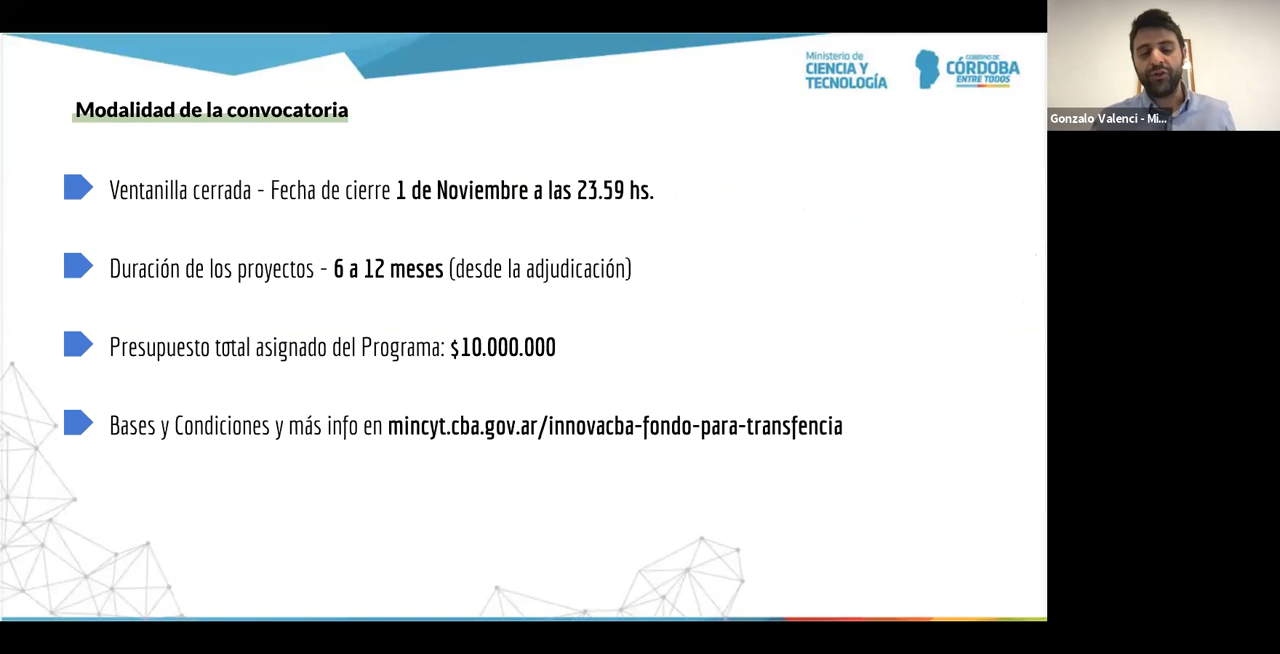 Ministerio de
CIENCIA Y
TECNOLOGÍA
GOBIERNO DE
CÓRDOBA
ENTRE TODOS
Modalidad de la convocatoria
Ventanilla cerrada - Fecha de cierre 1 de Noviembre a las 23.59 hs.
Duración de los proyectos - 6 a 12 meses (desde la adjudicación)
Presupuesto total asignado del Programa: $10.000.000
Bases y Condiciones y más info en mincyt.cba.gov.ar/innovacba-fondo-para-transfencia
Gonzalo Valenci - Mi...